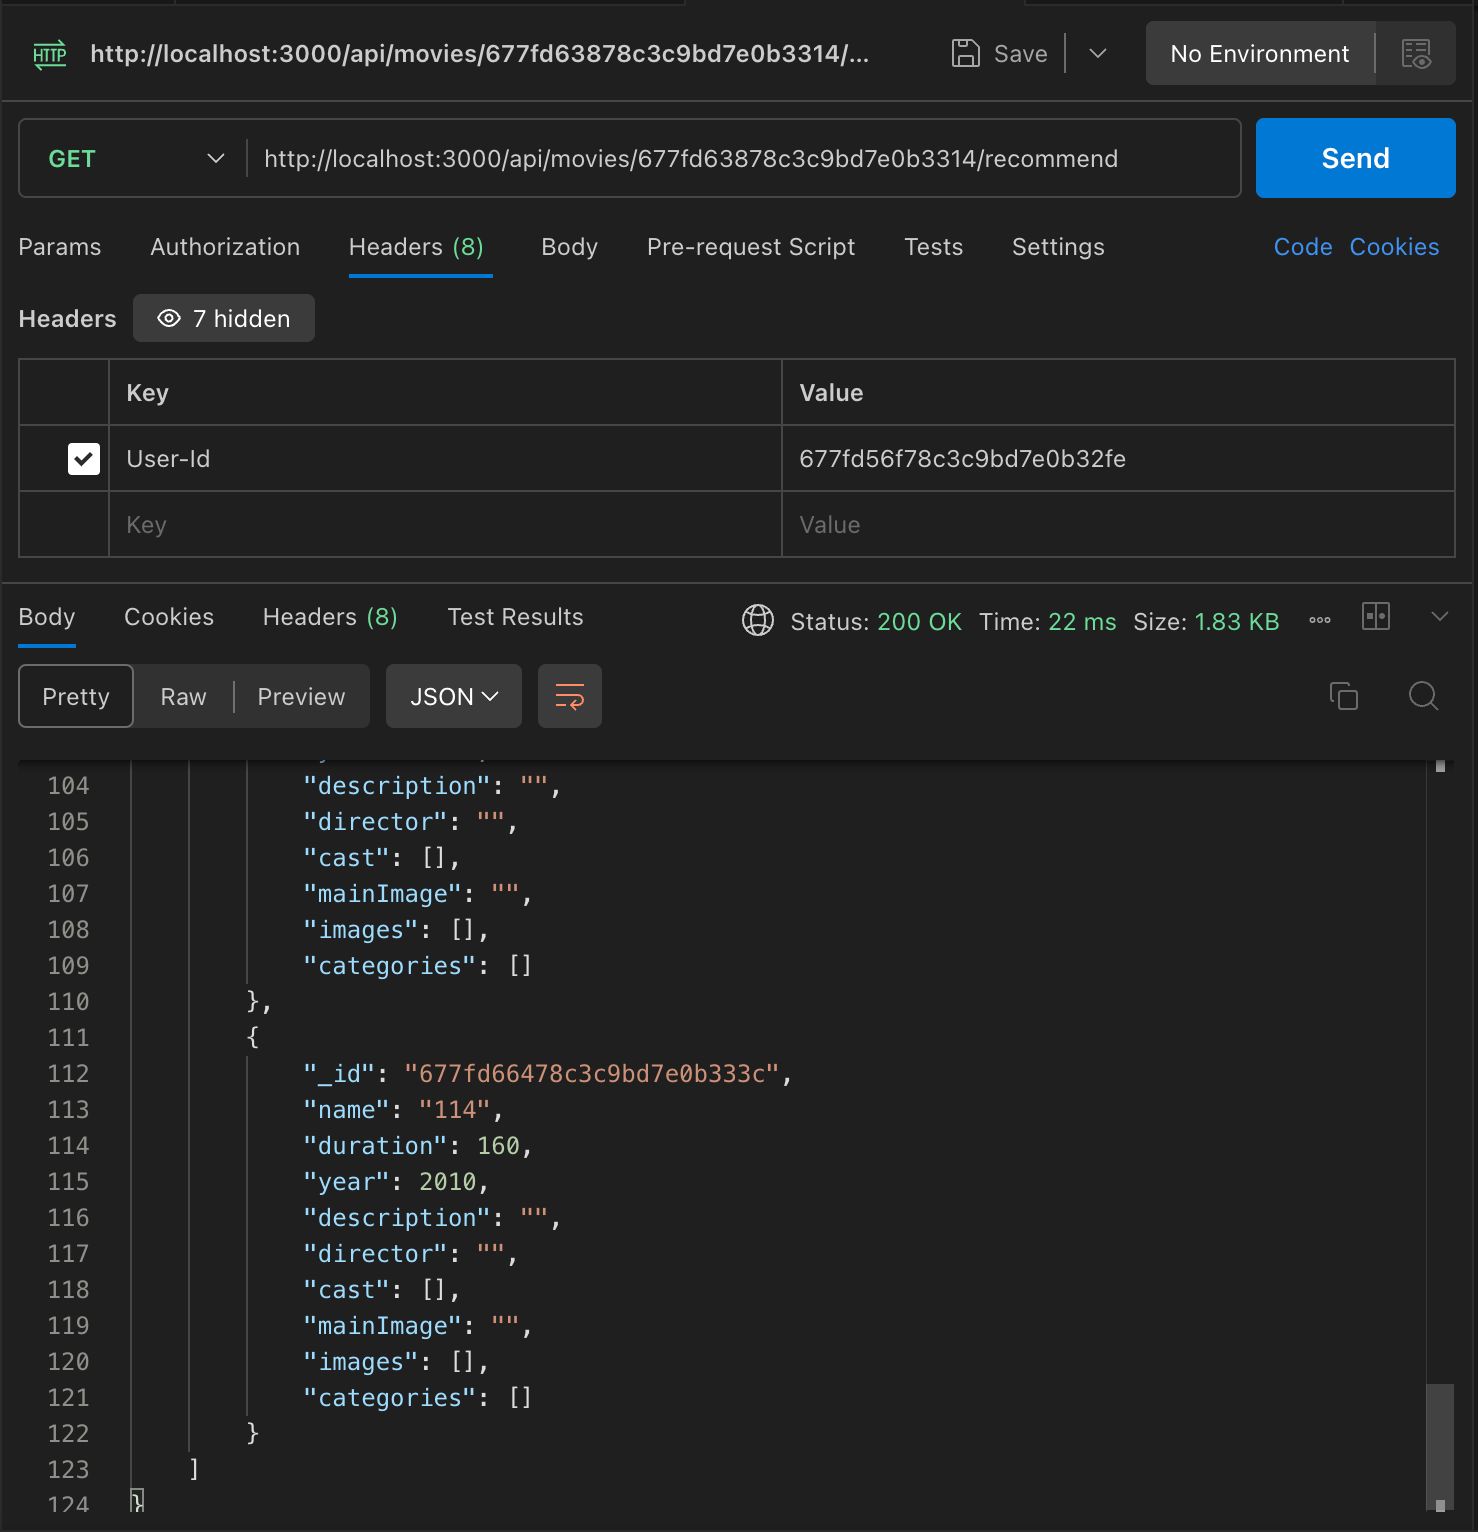 HTTP http://localhost:3000/api/movies/677fd63878c3c9bd7e0b3314/... Save No Environment
GET http://localhost:3000/api/movies/677fd63878c3c9bd7e0b3314/recommend Send
Params Authorization Headers (8) Body Pre-request Script Tests Settings Code Cookies
Headers 7 hidden
Key Value
User-Id 677fd56f78c3c9bd7e0b32fe
Key Value
Body Cookies Headers (8) Test Results Status: 200 OK Time: 22 ms Size: 1.83 KB
Pretty Raw Preview JSON
104 "description": "",
105 "director": "",
106 "cast": [],
107 "mainImage": "",
108 "images": [],
109 "categories": []
110 },
111 {
112 "_id": "677fd66478c3c9bd7e0b333c",
113 "name": "114",
114 "duration": 160,
115 "year": 2010,
116 "description": "",
117 "director": "",
118 "cast": [],
119 "mainImage": "",
120 "images": [],
121 "categories": []
122 }
123 ]
124 }